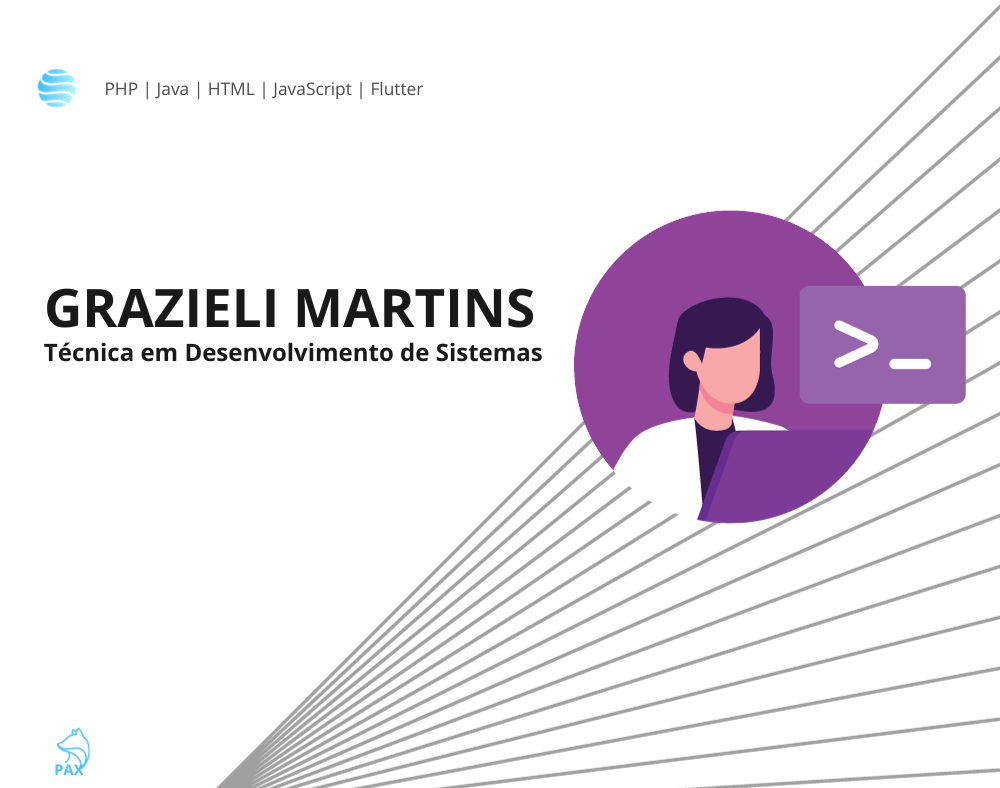 PHP | Java | HTML | JavaScript | Flutter
GRAZIELI MARTINS
Técnica em Desenvolvimento de Sistemas
>_
PAX